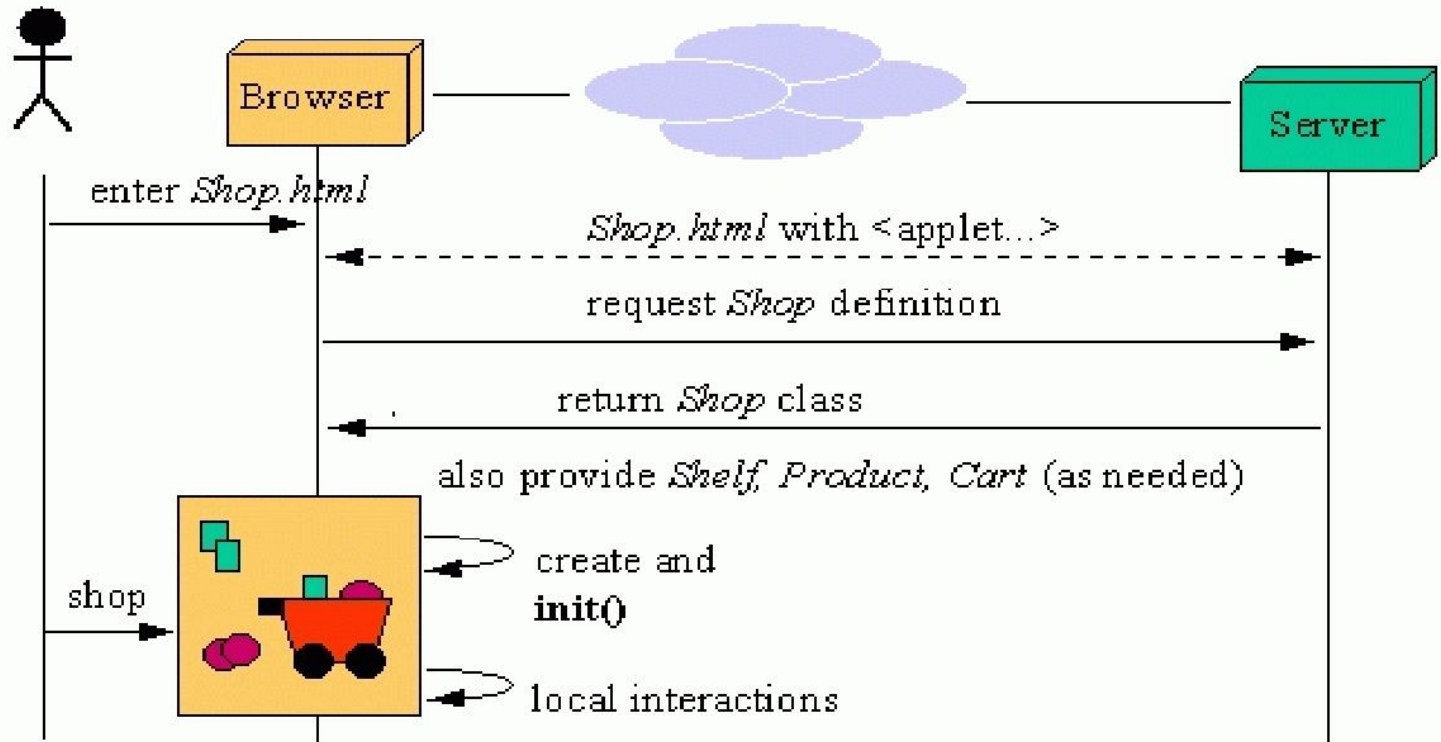 Browser
Server
enter Shop.html
Shop.html with <applet...>
request Shop definition
return Shop class
also provide Shelf, Product, Cart (as needed)
create and
init()
shop
local interactions